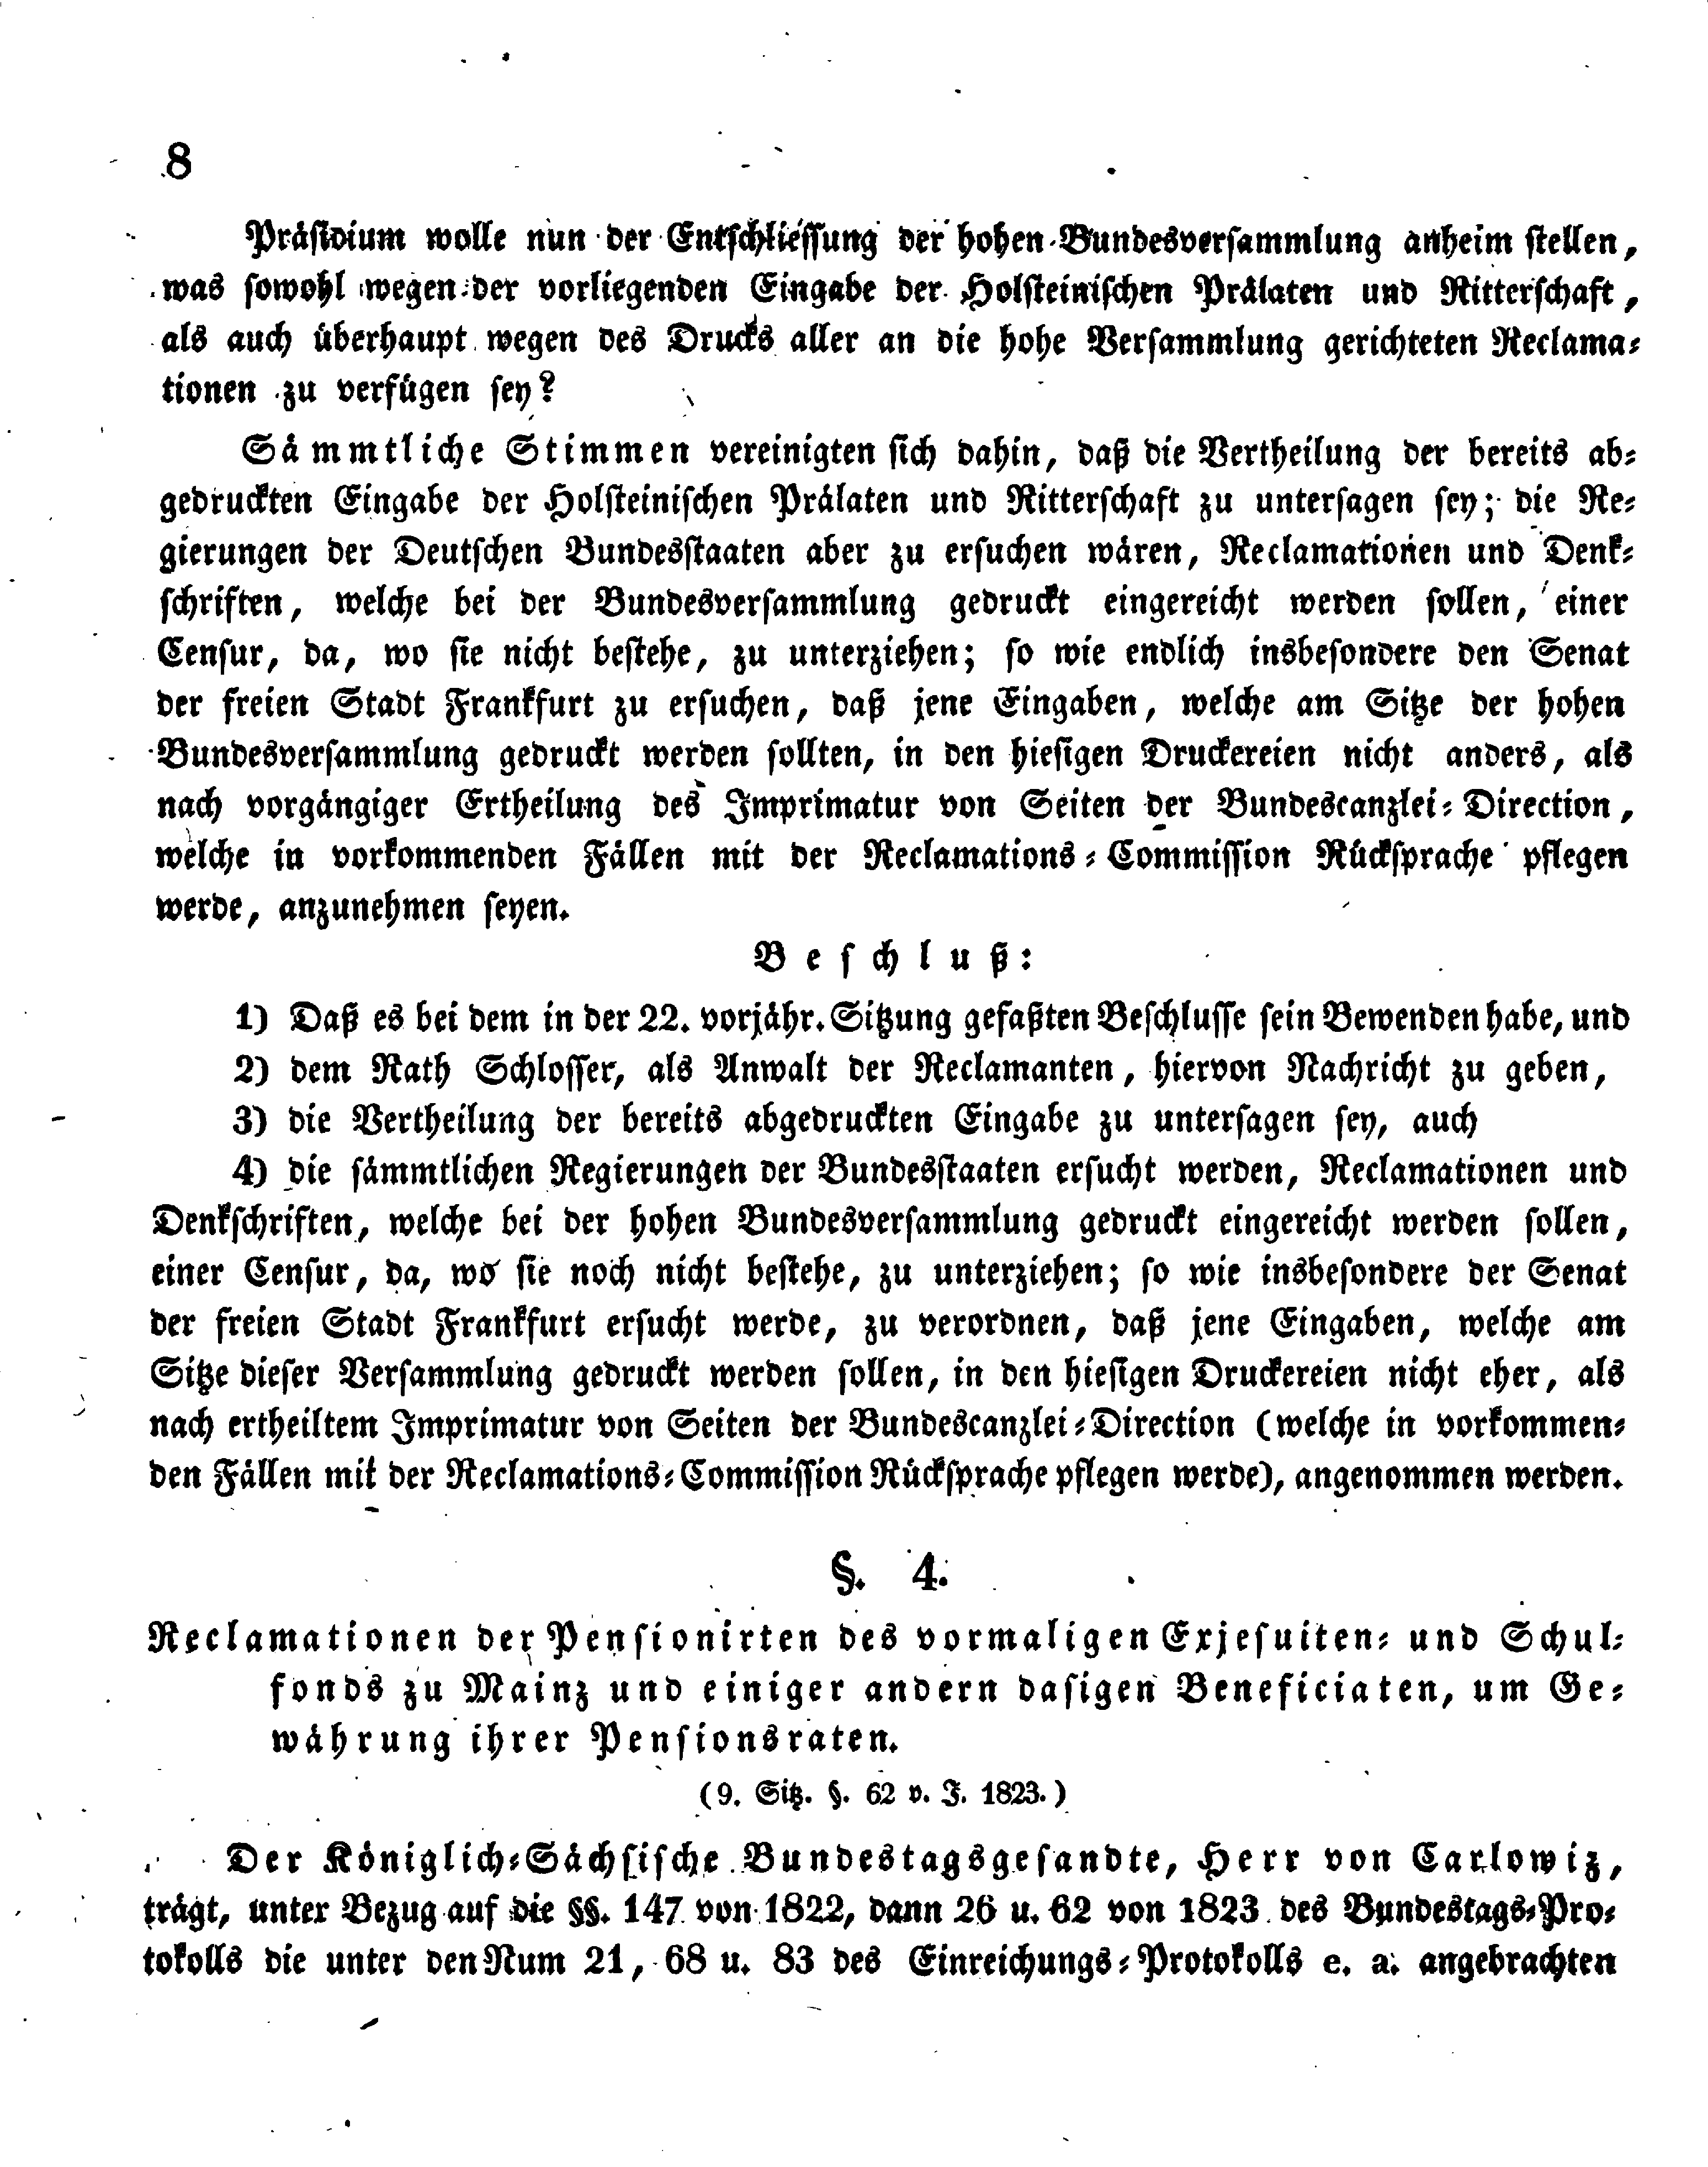 8
Präsidium wolle nun der Entschliessung der hohen Bundesversammlung anheim stellen,
was sowohl wegen der vorliegenden Eingabe der Holsteinischen Prälaten und Ritterschaft,
als auch überhaupt wegen des Drucks aller an die hohe Versammlung gerichteten Reclama-
tionen zu verfügen sey?
Sämmtliche Stimmen vereinigten sich dahin, daß die Vertheilung der bereits ab-
gedruckten Eingabe der Holsteinischen Prälaten und Ritterschaft zu untersagen sey; die Re-
gierungen der Deutschen Bundesstaaten aber zu ersuchen wären, Reclamationen und Denk-
schriften, welche bei der Bundesversammlung gedruckt eingereicht werden sollen, einer
Censur, da, wo sie nicht bestehe, zu unterziehen; so wie endlich insbesondere den Senat
der freien Stadt Frankfurt zu ersuchen, daß jene Eingaben, welche am Sitze der hohen
Bundesversammlung gedruckt werden sollten, in den hiesigen Druckereien nicht anders, als
nach vorgängiger Ertheilung des Imprimatur von Seiten der Bundescanzlei-Direction,
welche in vorkommenden Fällen mit der Reclamations-Commission Rücksprache pflegen
werde, anzunehmen seyen.
Beschluß:
1) Daß es bei dem in der 22. vorjähr. Sitzung gefaßten Beschlusse sein Bewenden habe, und
2) dem Rath Schlosser, als Anwalt der Reclamanten, hiervon Nachricht zu geben,
3) die Vertheilung der bereits abgedruckten Eingabe zu untersagen sey, auch
4) die sämmtlichen Regierungen der Bundesstaaten ersucht werden, Reclamationen und
Denkschriften, welche bei der hohen Bundesversammlung gedruckt eingereicht werden sollen,
einer Censur, da, wo sie noch nicht bestehe, zu unterziehen; so wie insbesondere der Senat
der freien Stadt Frankfurt ersucht werde, zu verordnen, daß jene Eingaben, welche am
Sitze dieser Versammlung gedruckt werden sollen, in den hiesigen Druckereien nicht eher, als
nach ertheiltem Imprimatur von Seiten der Bundescanzlei-Direction (welche in vorkommen-
den Fällen mit der Reclamations-Commission Rücksprache pflegen werde), angenommen werden.
§. 4.
Reclamationen der Pensionirten des vormaligen Exjesuiten- und Schul-
fonds zu Mainz und einiger andern dasigen Beneficiaten, um Ge-
währung ihrer Pensionsraten.
(9. Sitz. §. 62 v. J. 1823.)
Der Königlich-Sächsische Bundestagsgesandte, Herr von Carlowiz,
trägt, unter Bezug auf die §§. 147 von 1822, dann 26 u. 62 von 1823 des Bundestags-Pro-
tokolls die unter den Num 21, 68 u. 83 des Einreichungs-Protokolls e. a. angebrachten